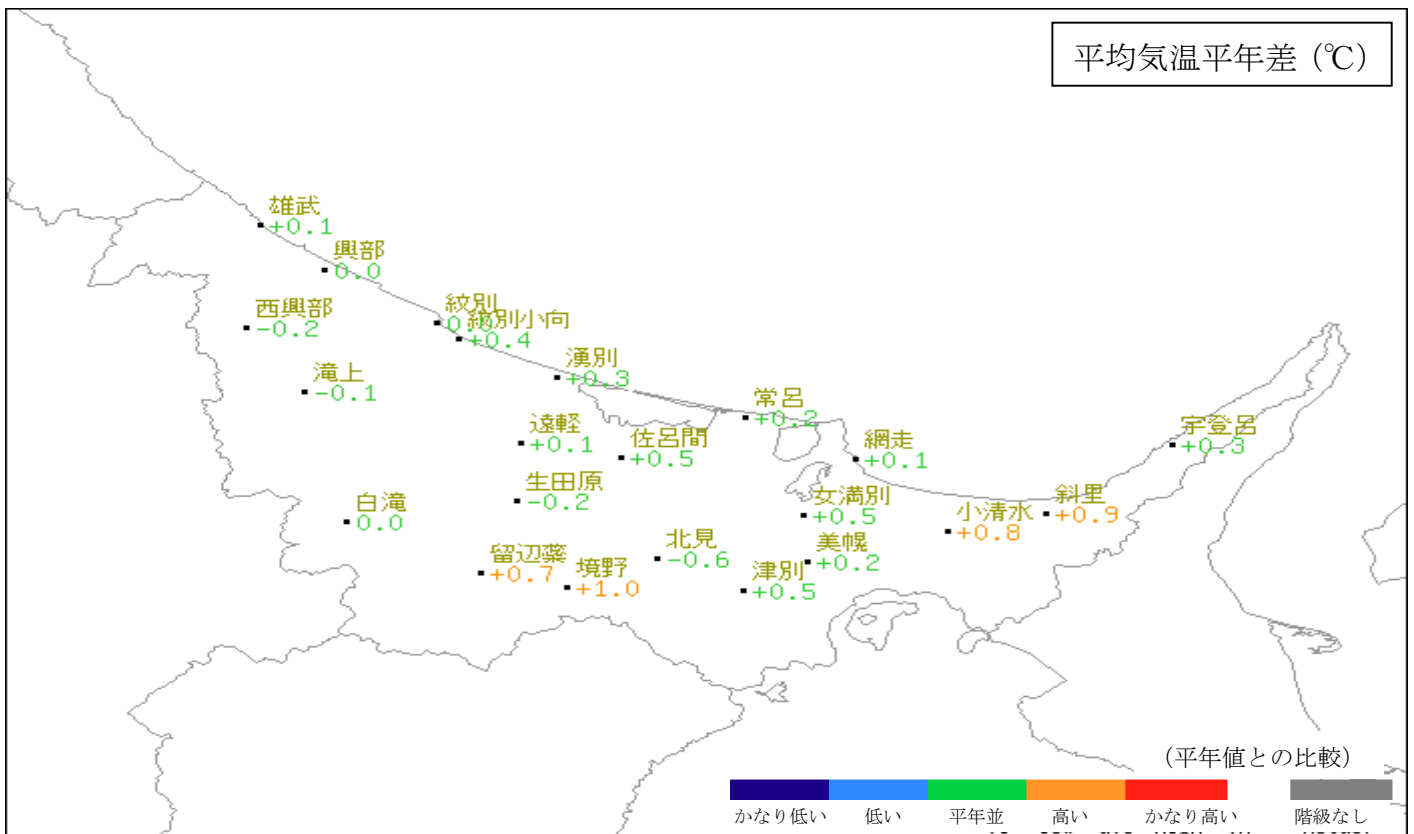 平均気温平年差（℃）
雄武
+0.1
興部
0.0
西興部
-0.2
紋別
0.0
紋別小向
+0.4
滝上
-0.1
湧別
+0.3
常呂
+0.2
遠軽
+0.1
佐呂間
+0.5
網走
+0.1
宇登呂
+0.3
生田原
-0.2
白滝
0.0
女満別
+0.5
小清水
+0.8
斜里
+0.9
北見
-0.6
美幌
+0.2
留辺蘂
+0.7
境野
+1.0
津別
+0.5
（平年値との比較）
かなり低い 低い 平年並 高い かなり高い 階級なし